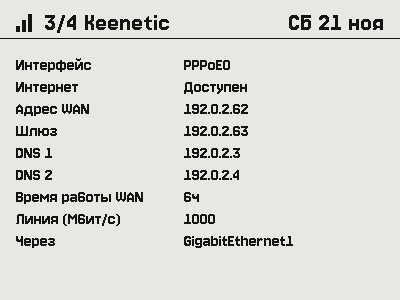 3/4 Keenetic Сб 21 ноя
Интерфейс PPPoE0
Интернет Доступен
Адрес WAN 192.0.2.62
Шлюз 192.0.2.63
DNS 1 192.0.2.3
DNS 2 192.0.2.4
Время работы WAN 6ч
Линия (Мбит/с) 1000
Через GigabitEthernet1